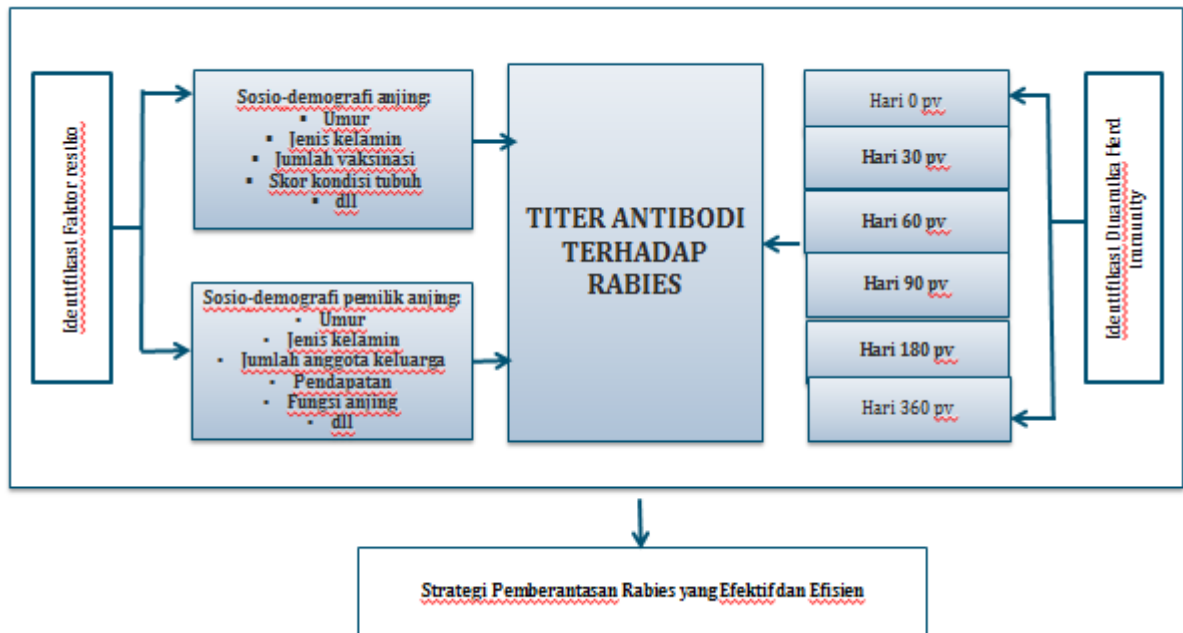 Identifikasi Faktor resiko
Sosio-demografi anjing:
▪ Umur
▪ Jenis kelamin
▪ Jumlah vaksinasi
▪ Skor kondisi tubuh
▪ dll
Sosio-demografi pemilik anjing:
▪ Umur
▪ Jenis kelamin
▪ Jumlah anggota keluarga
▪ Pendapatan
▪ Fungsi anjing
▪ dll
TITER ANTIBODI
TERHADAP
RABIES
Hari 0 pv
Hari 30 pv
Hari 60 pv
Hari 90 pv
Hari 180 pv
Hari 360 pv
Identifikasi Dinamika Herd
Immunity
Strategi Pemberantasan Rabies yang Efektif dan Efisien